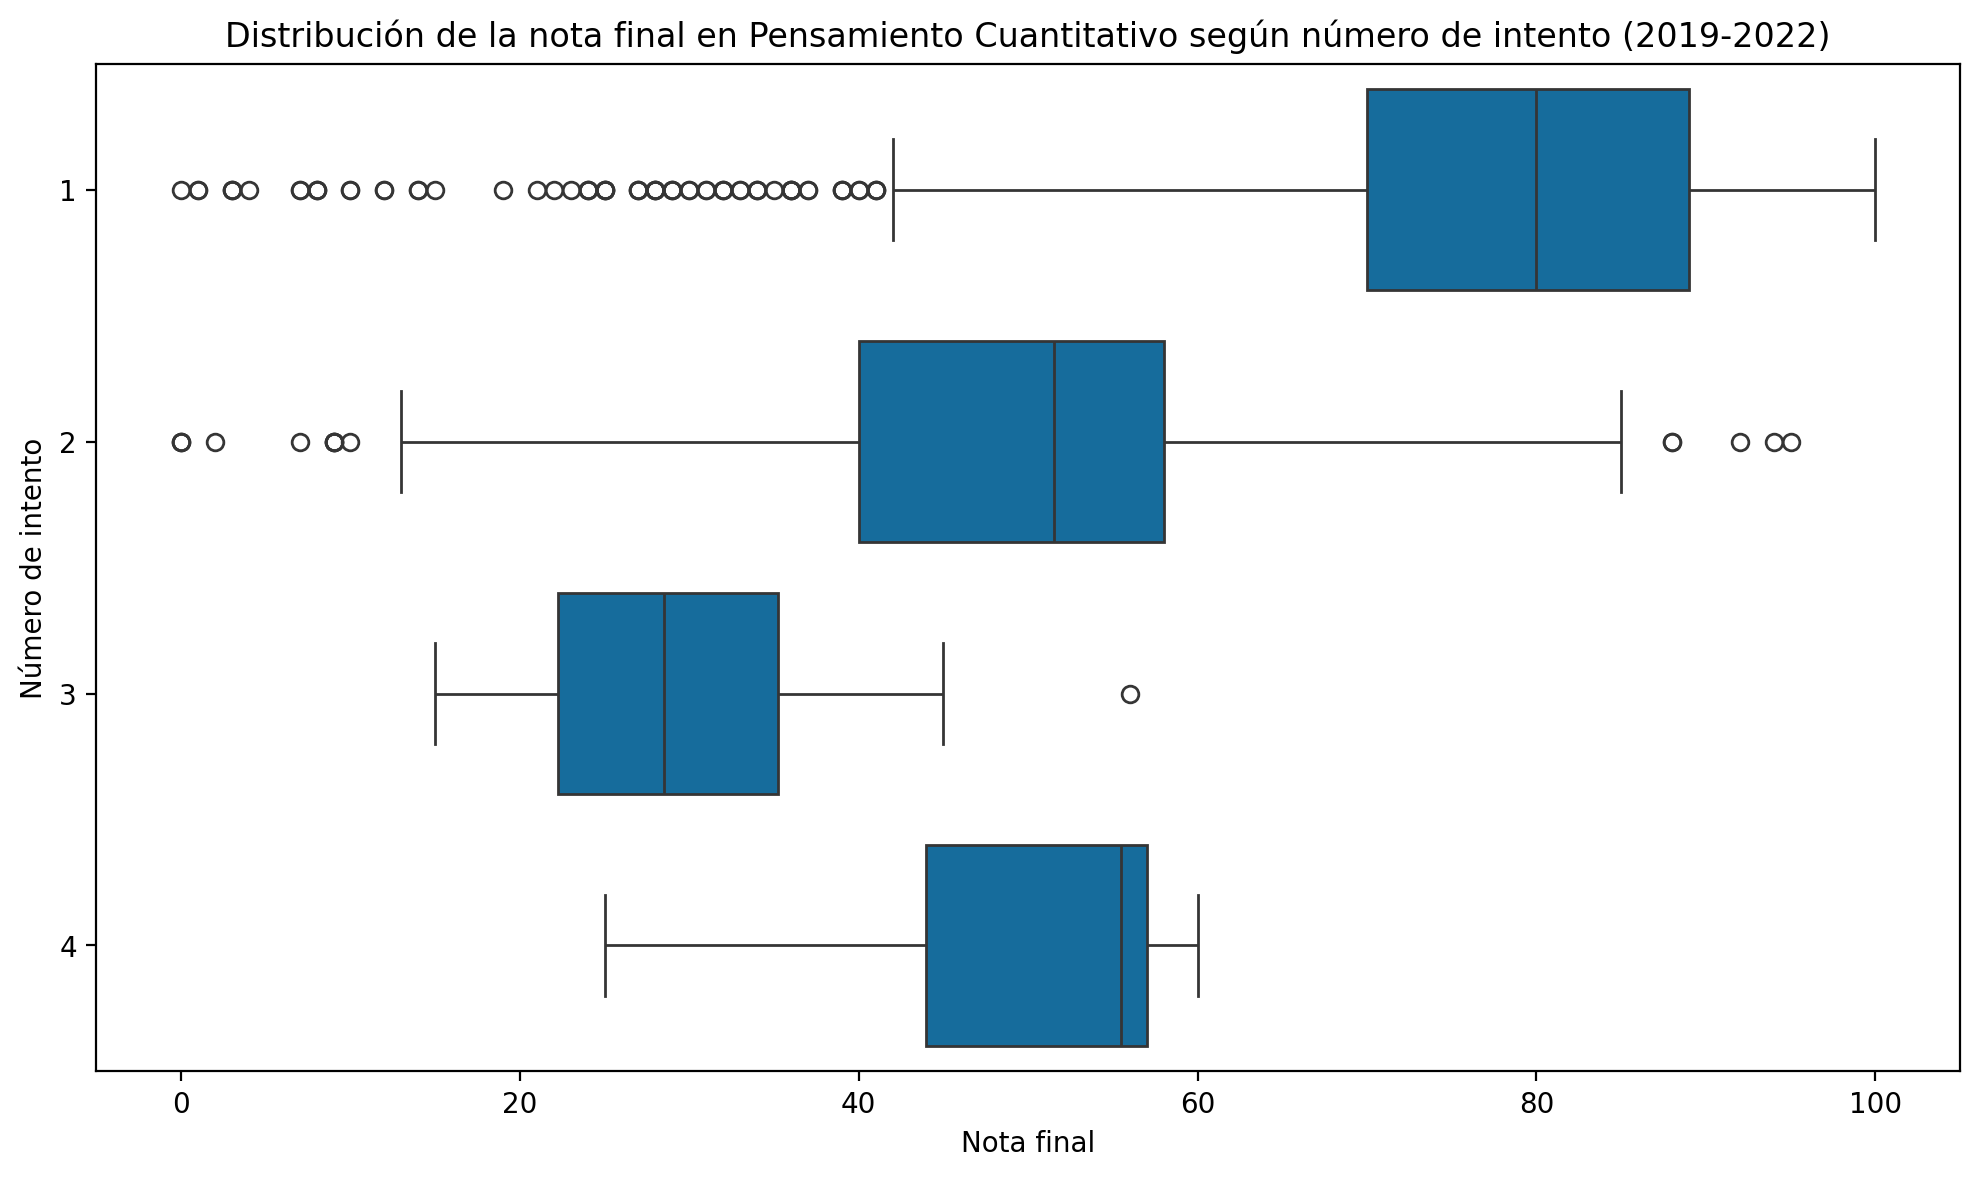 Distribución de la nota final en Pensamiento Cuantitativo según número de intento (2019-2022)
Número de intento
1
2
3
4
0 20 40 60 80 100
Nota final